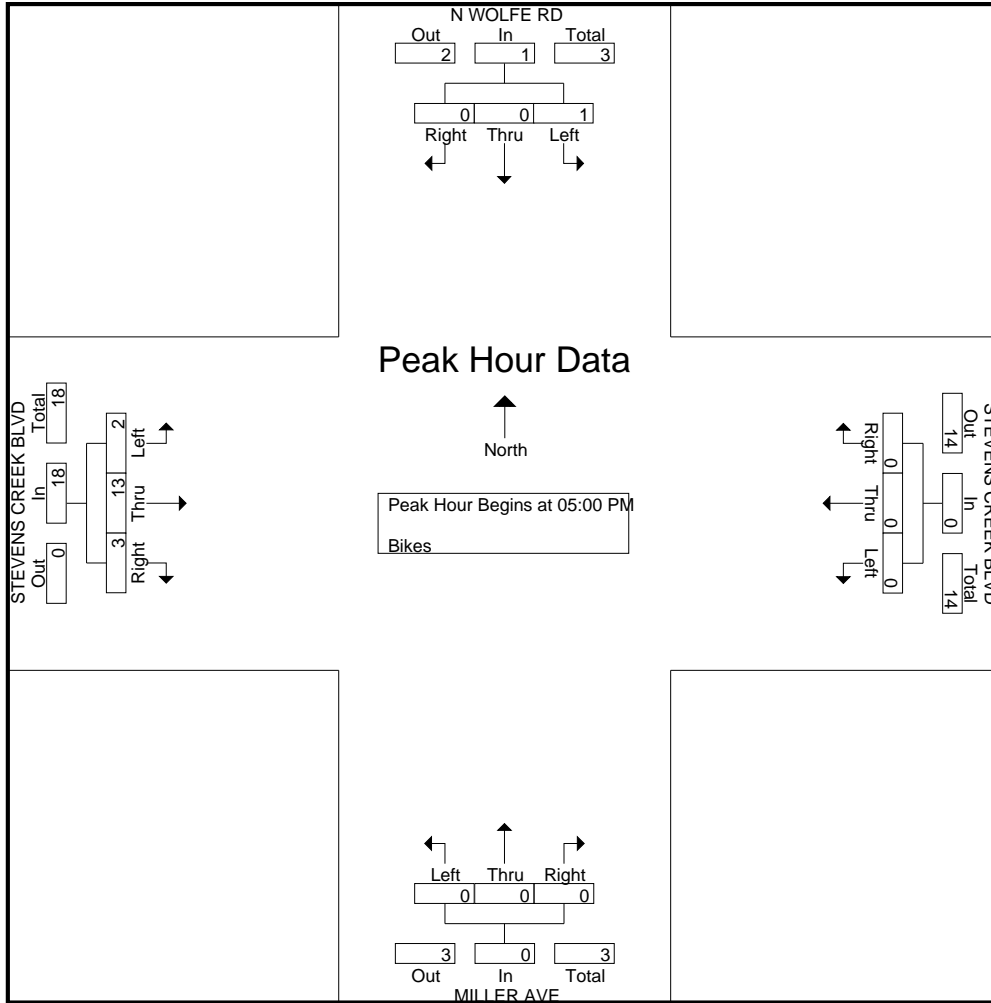 N WOLFE RD
Out In Total
2 1 3
0 0 1
Right Thru Left
Peak Hour Data
North
Peak Hour Begins at 05:00 PM
Bikes
STEVENS CREEK BLVD
Total In Out
18 18 0
2 13 3
Left Thru Right
STEVENS CREEK BLVD
Out In Total
14 0 14
0 0 0
Right Thru Left
Left Thru Right
0 0 0
3 0 3
Out In Total
MILLER AVE